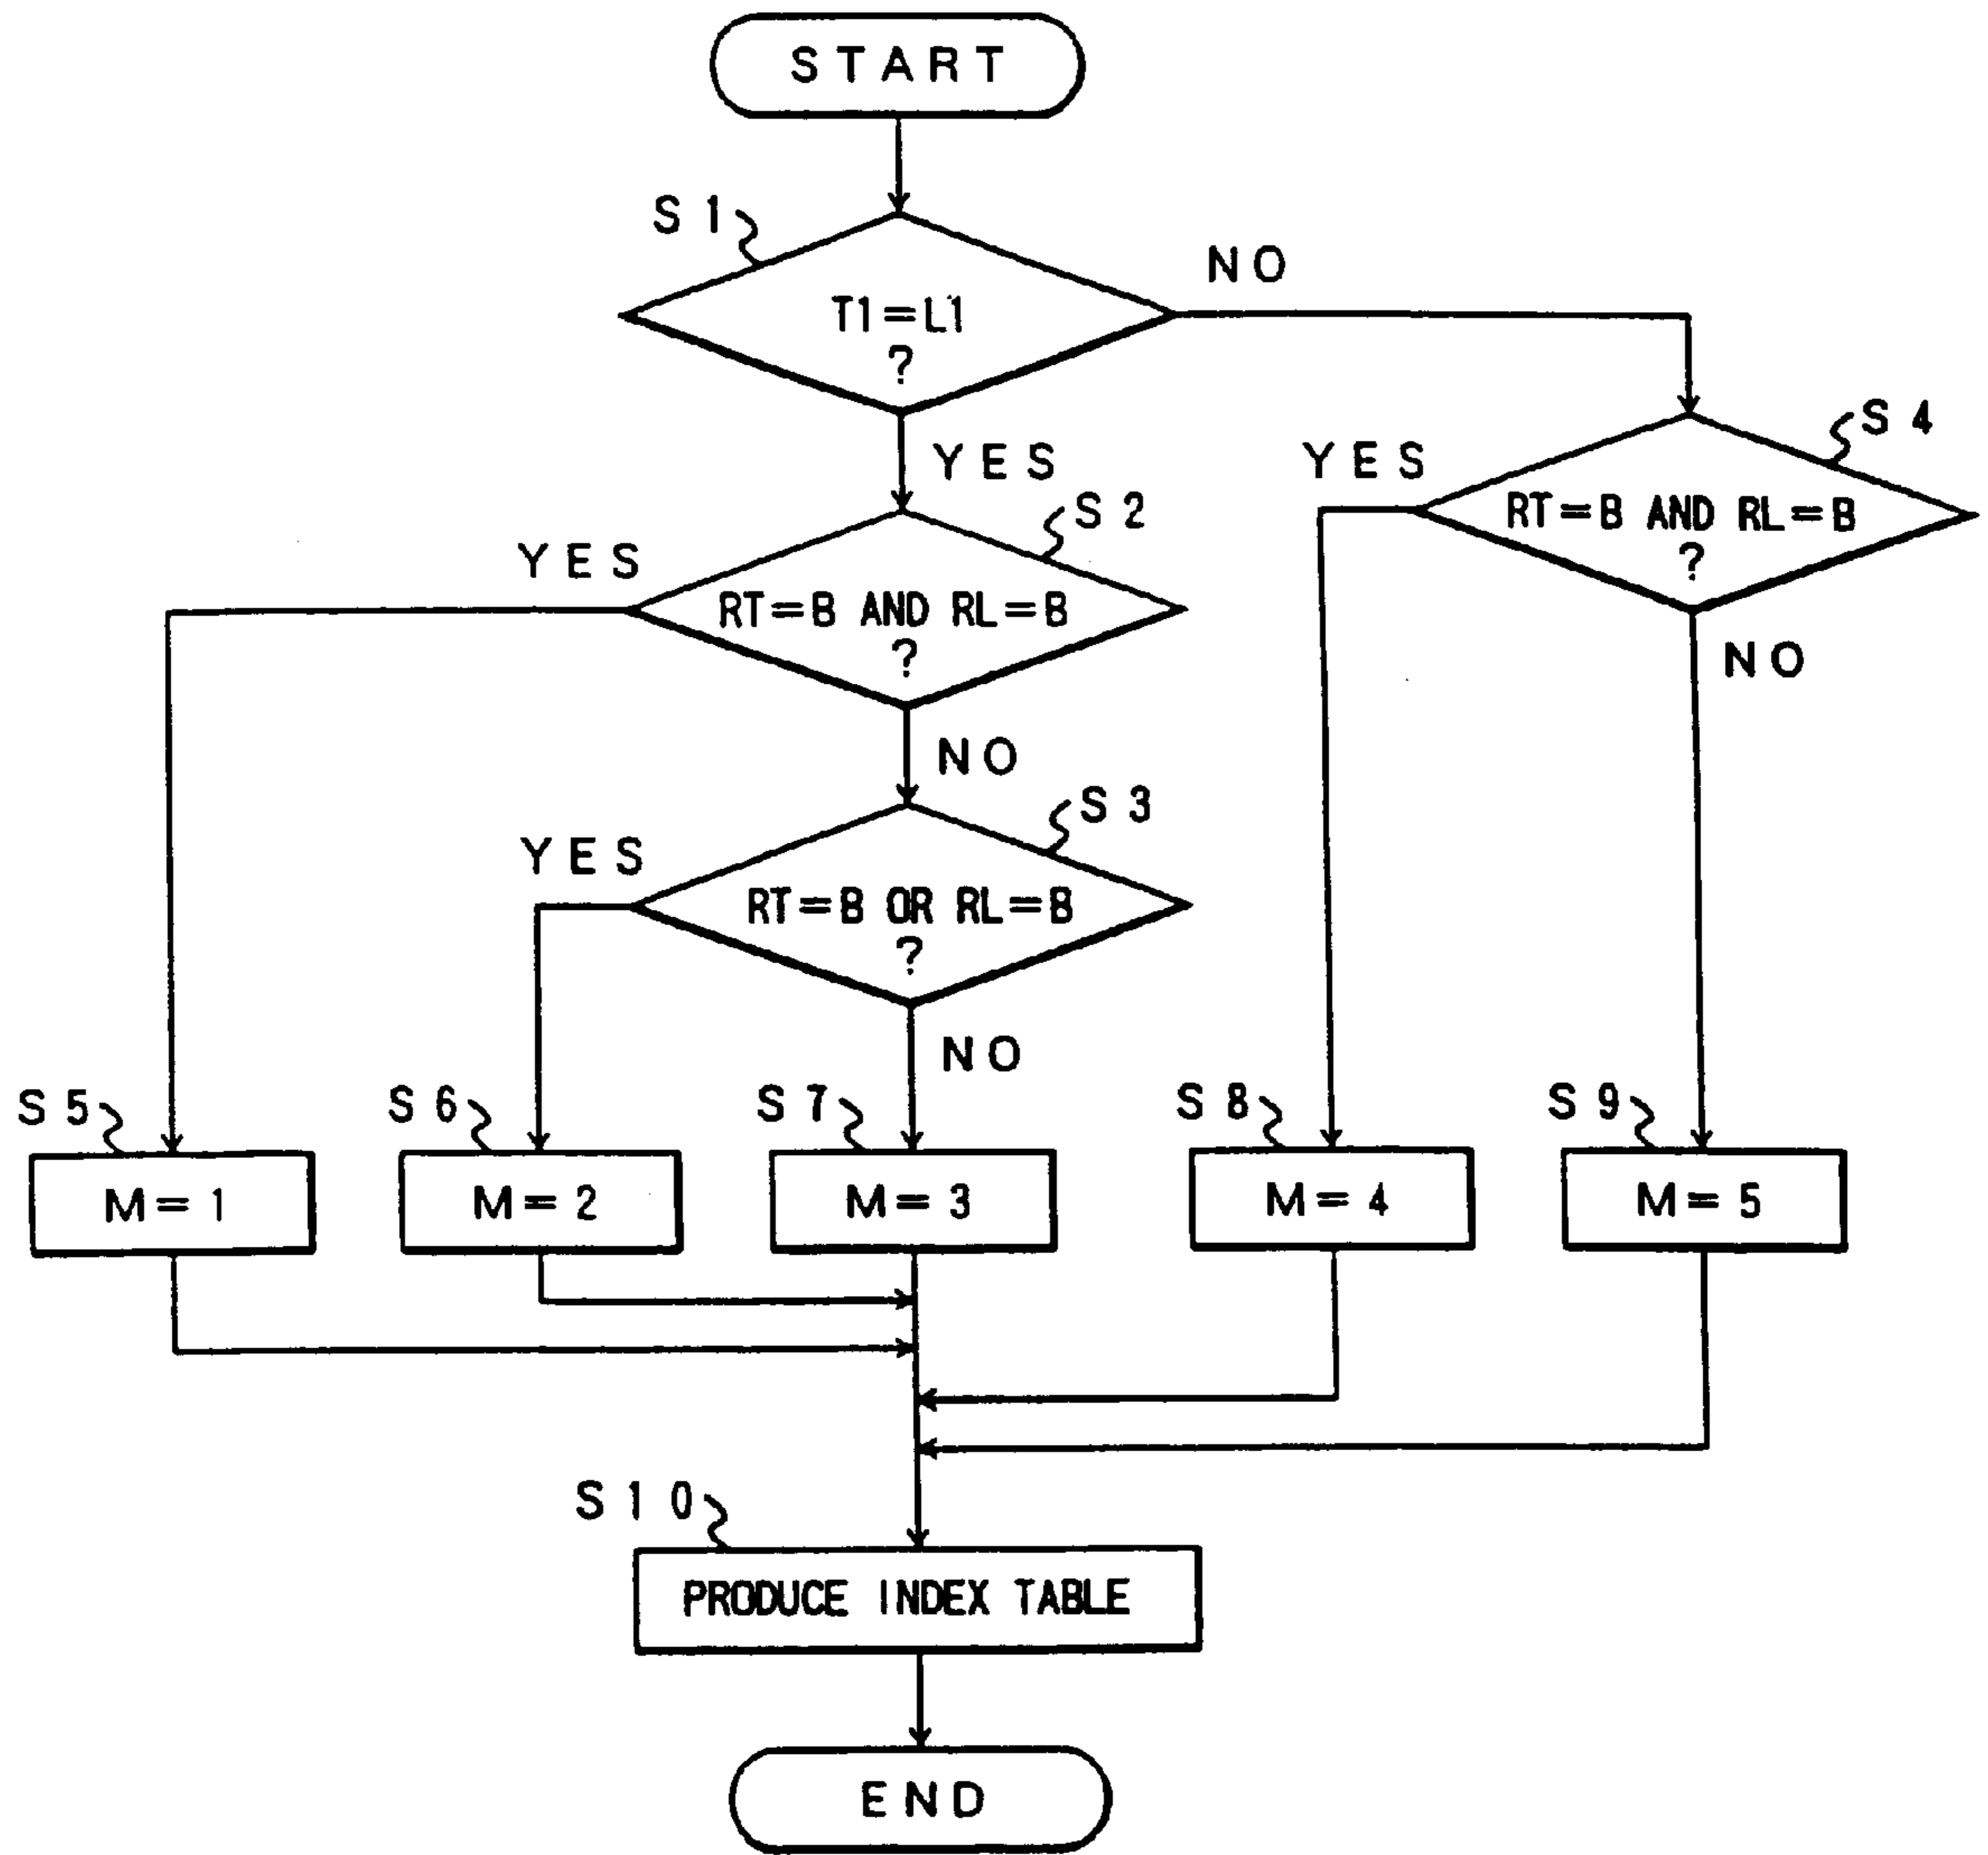 START
S1
NO
T1=L1
?
YES
S4
YES
RT=B AND RL=B
?
NO
S2
YES
RT=B AND RL=B
?
NO
S3
YES
RT=B OR RL=B
?
NO
S5
S6
S7
S8
S9
M=1
M=2
M=3
M=4
M=5
S10
PRODUCE INDEX TABLE
END